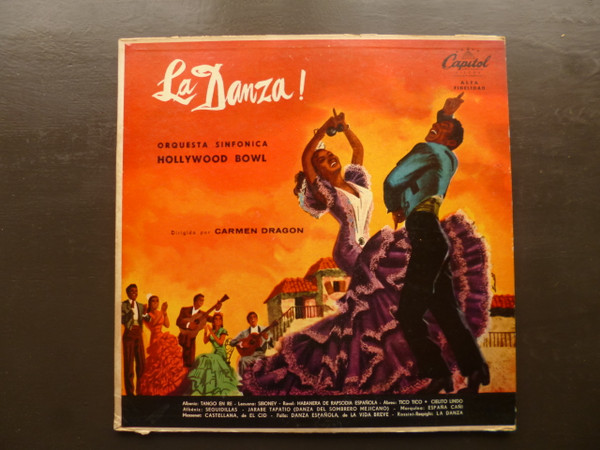 La Danza!
Capitol
ALTA
FIDELIDAD
ORQUESTA SINFONICA
HOLLYWOOD BOWL
Dirigida por CARMEN DRAGON
Albeniz: TANGO EN RE - Lecuona: SIBONEY - Ravel: HABANERA DE RAPSODIA ESPAÑOLA - Abreu: TICO TICO • CIELITO LINDO
Albéniz: SEGUIDILLAS - JARABE TAPATIO (DANZA DEL SOMBRERO MEJICANO) - Marquina: ESPAÑA CAÑI
Massenet: CASTELLANA, de EL CID - Falla: DANZA ESPAÑOLA, de LA VIDA BREVE - Rossini-Respighi: LA DANZA